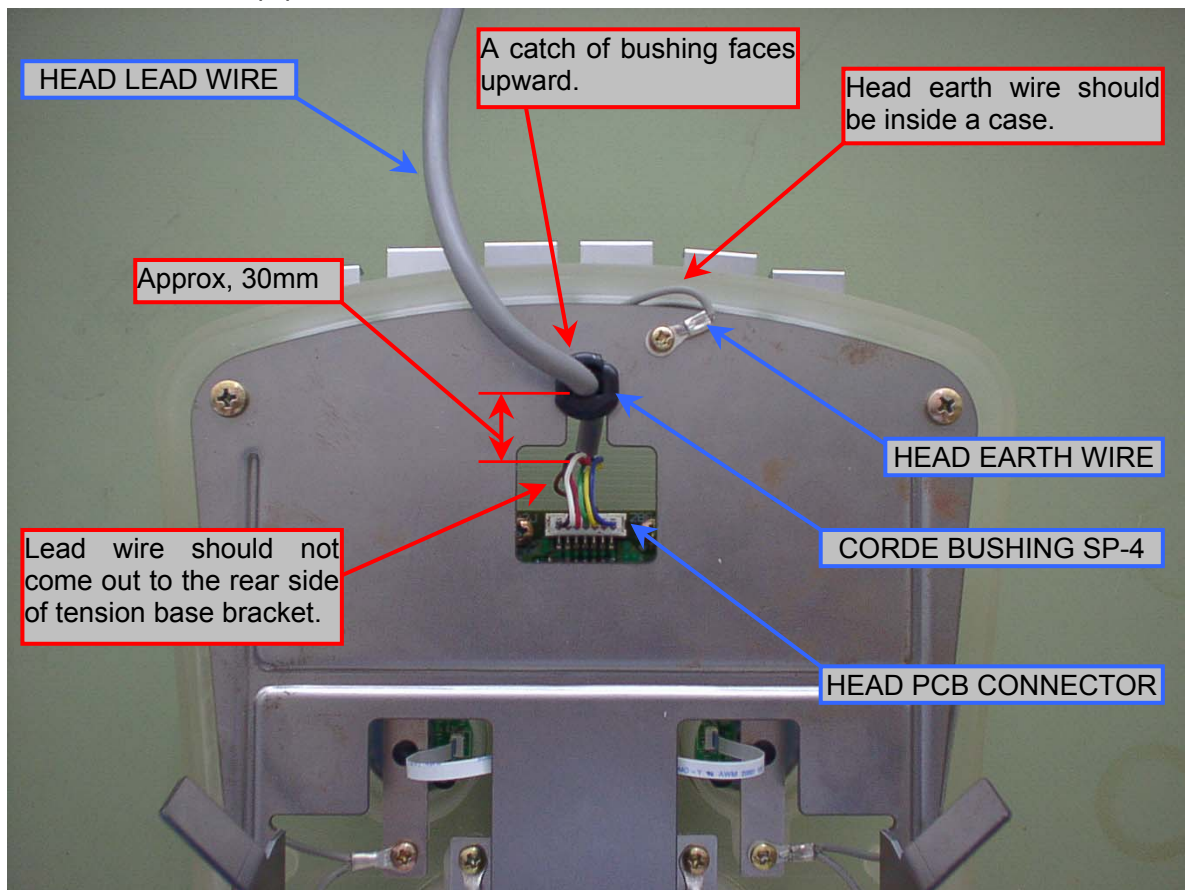 HEAD LEAD WIRE
A catch of bushing faces
upward.
Head earth wire should
be inside a case.
Approx, 30mm
HEAD EARTH WIRE
Lead wire should not
come out to the rear side
of tension base bracket.
CORDE BUSHING SP-4
HEAD PCB CONNECTOR